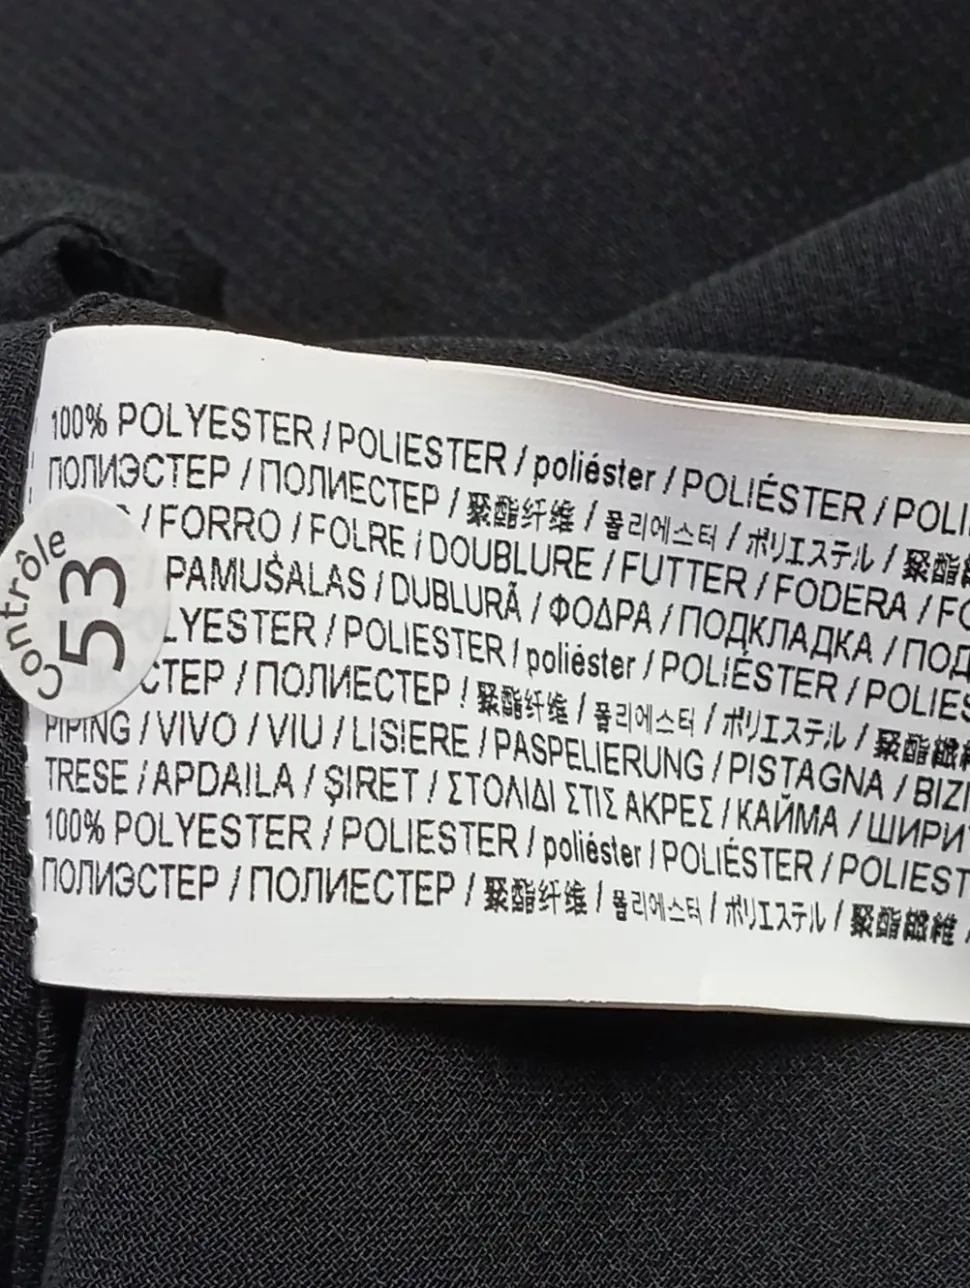 100% POLYESTER / POLIESTER / poliéster / POLIÉSTER / POLI
ПОЛИЭСТЕР / ПОЛИЕСТЕР / 聚酯纤维 / 폴리에스터 / ポリエステル / 聚酯
/ FORRO / FOLRE / DOUBLURE / FUTTER / FODERA / FO
PAMUŠALAS / DUBLURĂ / ΦΟΔΡΑ / ПОДКЛАДКА / ПОД
LYESTER / POLIESTER / poliéster / POLIÉSTER / POLIES
СТЕР / ПОЛИЕСТЕР / 聚酯纤维 / 폴리에스터 / ポリエステル / 聚酯纖維
PIPING / VIVO / VIU / LISIERE / PASPELIERUNG / PISTAGNA / BIZ
TRESE / APDAILA / ŞIRET / ΣΤΟΛΙΔΙ ΣΤΙΣ ΑΚΡΕΣ / КАЙМА / ШИРИТ
100% POLYESTER / POLIESTER / poliéster / POLIÉSTER / POLIEST
ПОЛИЭСТЕР / ПОЛИЕСТЕР / 聚酯纤维 / 폴리에스터 / ポリエステル / 聚酯纖維 /
Contrôle
53